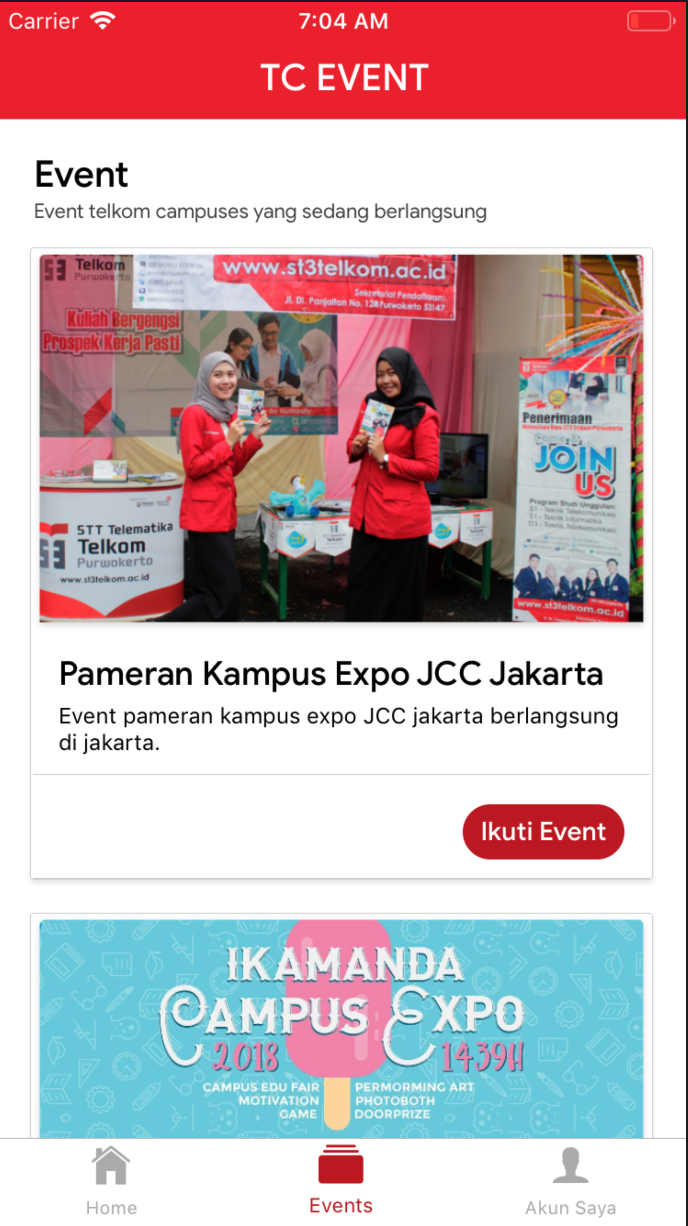 Carrier
7:04 AM
TC EVENT
Event
Event telkom campuses yang sedang berlangsung
Telkom
Purwokerto
www.st3telkom.ac.id
Sekretariat Pendaftaran:
Jl. DI. Panjaitan No. 128 Purwokerto 53147
Kuliah Bergengsi
Prospek Kerja Pasti
for Humanity
Penerimaan
Come &
JOIN
US
Program Studi Unggulan:
S1 - Teknik Telekomunikasi
S1 - Teknik Informatika
D3 - Teknik Telekomunikasi
www.st3telkom.ac.id
STT Telematika
Telkom
Purwokerto
www.st3telkom.ac.id
Pameran Kampus Expo JCC Jakarta
Event pameran kampus expo JCC jakarta berlangsung
di jakarta.
Ikuti Event
IKAMANDA
CAMPUS EXPO
2018 1439H
CAMPUS EDU FAIR PERMORMING ART
MOTIVATION PHOTOBOTH
GAME DOORPRIZE
Home
Events
Akun Saya